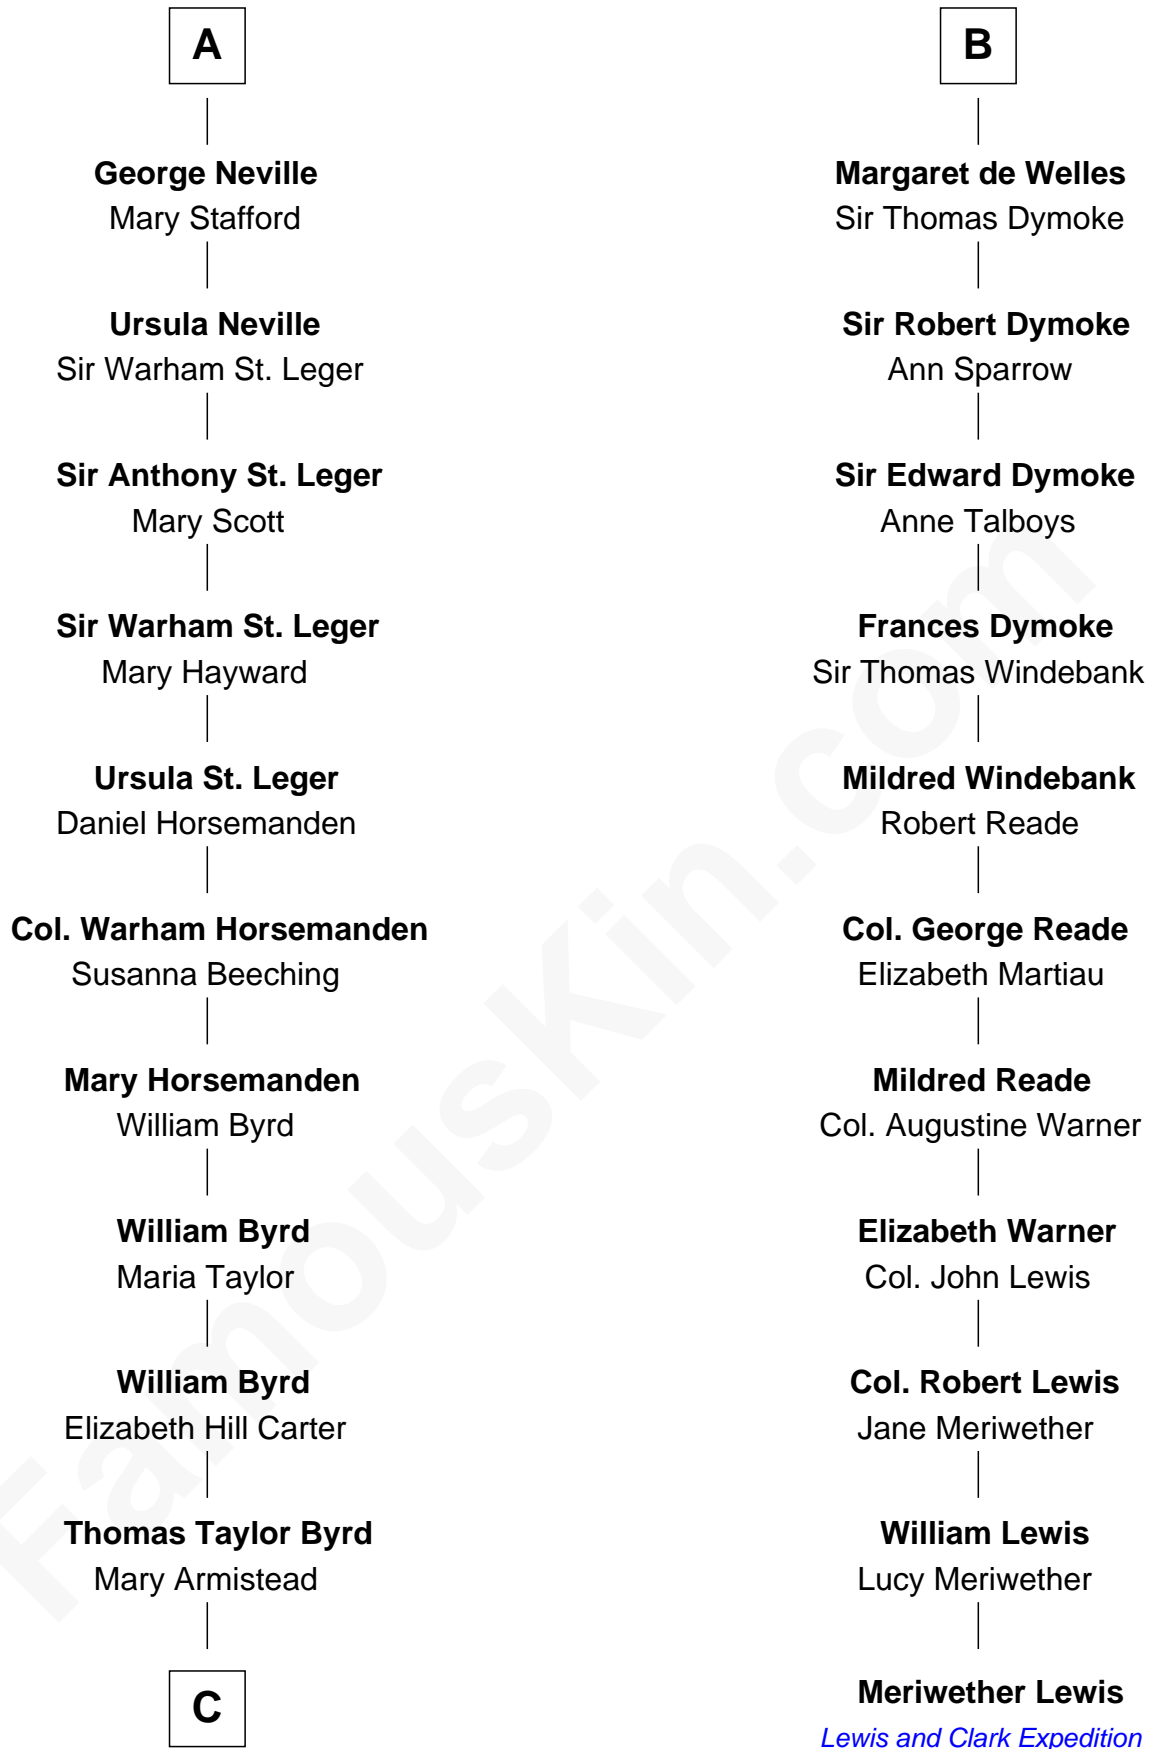 A
George Neville
Mary Stafford
Ursula Neville
Sir Warham St. Leger
Sir Anthony St. Leger
Mary Scott
Sir Warham St. Leger
Mary Hayward
Ursula St. Leger
Daniel Horsemanden
Col. Warham Horsemanden
Susanna Beeching
Mary Horsemanden
William Byrd
William Byrd
Maria Taylor
William Byrd
Elizabeth Hill Carter
Thomas Taylor Byrd
Mary Armistead
C
B
Margaret de Welles
Sir Thomas Dymoke
Sir Robert Dymoke
Ann Sparrow
Sir Edward Dymoke
Anne Talboys
Frances Dymoke
Sir Thomas Windebank
Mildred Windebank
Robert Reade
Col. George Reade
Elizabeth Martiau
Mildred Reade
Col. Augustine Warner
Elizabeth Warner
Col. John Lewis
Col. Robert Lewis
Jane Meriwether
William Lewis
Lucy Meriwether
Meriwether Lewis
Lewis and Clark Expedition
FamousKin.com